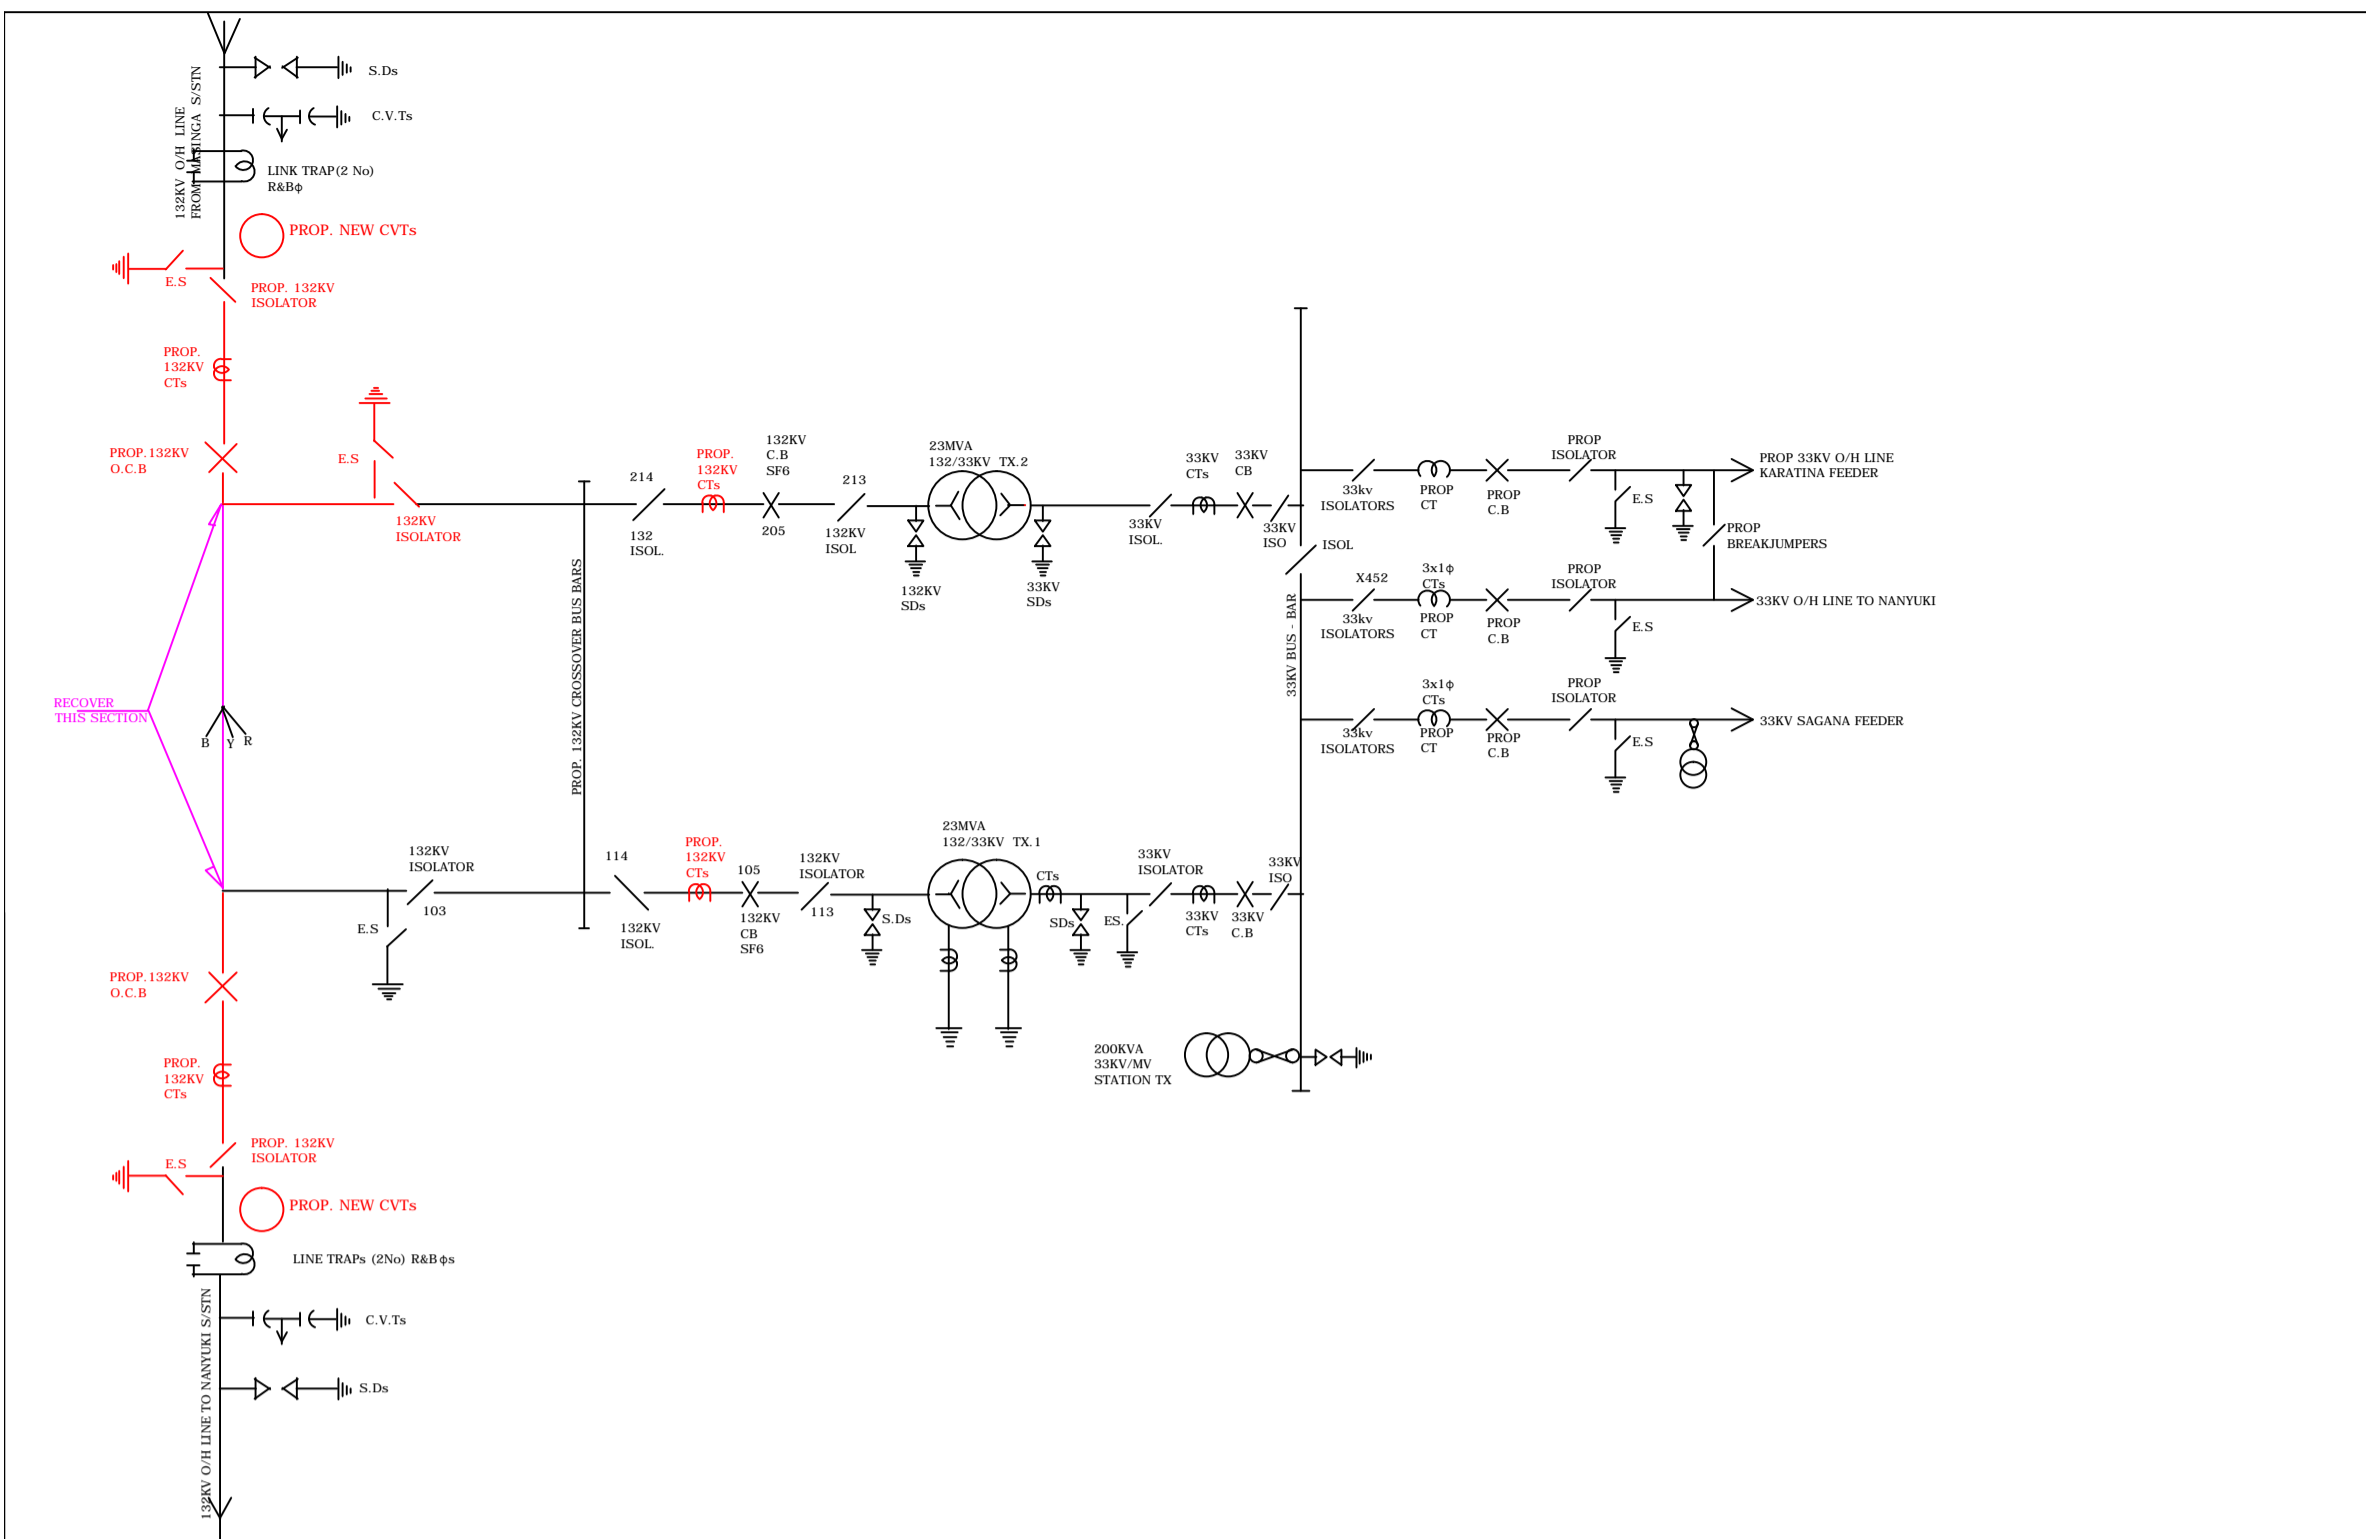 S.Ds
C.V.Ts
132KV O/H LINE
FROM MASINGA S/STN
LINK TRAP(2 No)
R&Bϕ
PROP. NEW CVTs
E.S
PROP. 132KV
ISOLATOR
PROP.
132KV
CTs
PROP.132KV
O.C.B
E.S
132KV
ISOLATOR
PROP. 132KV CROSSOVER BUS BARS
214
132
ISOL.
PROP.
132KV
CTs
132KV
C.B
SF6
205
213
132KV
ISOL
23MVA
132/33KV TX.2
132KV
SDs
33KV
SDs
33KV
ISOL.
33KV
CTs
33KV
CB
33KV
ISO
ISOL
33KV BUS - BAR
33kv
ISOLATORS
PROP
CT
PROP
C.B
PROP
ISOLATOR
E.S
PROP 33KV O/H LINE
KARATINA FEEDER
PROP
BREAKJUMPERS
X452
33kv
ISOLATORS
3x1ϕ
CTs
PROP
CT
PROP
C.B
PROP
ISOLATOR
E.S
33KV O/H LINE TO NANYUKI
33kv
ISOLATORS
3x1ϕ
CTs
PROP
CT
PROP
C.B
PROP
ISOLATOR
E.S
33KV SAGANA FEEDER
RECOVER
THIS SECTION
B Y R
132KV
ISOLATOR
103
E.S
114
132KV
ISOL.
PROP.
132KV
CTs
105
132KV
CB
SF6
132KV
ISOLATOR
113
S.Ds
23MVA
132/33KV TX.1
CTs
SDs
ES.
33KV
ISOLATOR
33KV
CTs
33KV
C.B
33KV
ISO
200KVA
33KV/MV
STATION TX
PROP.132KV
O.C.B
PROP.
132KV
CTs
PROP. 132KV
ISOLATOR
E.S
PROP. NEW CVTs
LINE TRAPs (2No) R&Bϕs
C.V.Ts
S.Ds
132KV O/H LINE TO NANYUKI S/STN